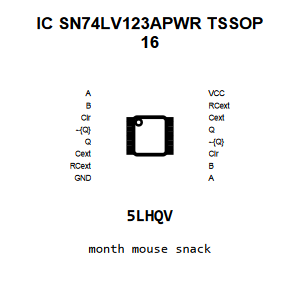 IC SN74LV123APWR TSSOP
16
A VCC
B RCext
Clr Cext
~{Q} Q
Q ~{Q}
Cext Clr
RCext B
GND A
5LHQV
month mouse snack